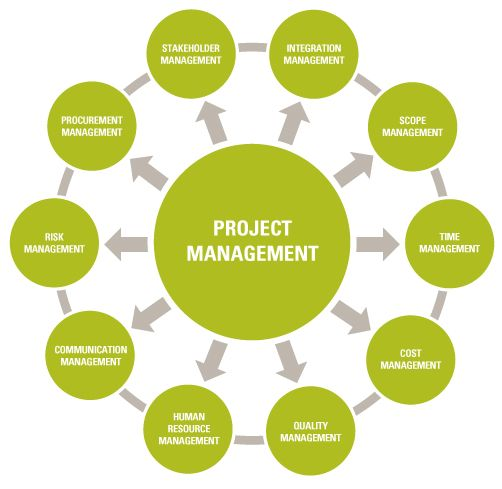 STAKEHOLDER
MANAGEMENT
INTEGRATION
MANAGEMENT
PROCUREMENT
MANAGEMENT
SCOPE
MANAGEMENT
RISK
MANAGEMENT
PROJECT
MANAGEMENT
TIME
MANAGEMENT
COMMUNICATION
MANAGEMENT
COST
MANAGEMENT
HUMAN
RESOURCE
MANAGEMENT
QUALITY
MANAGEMENT